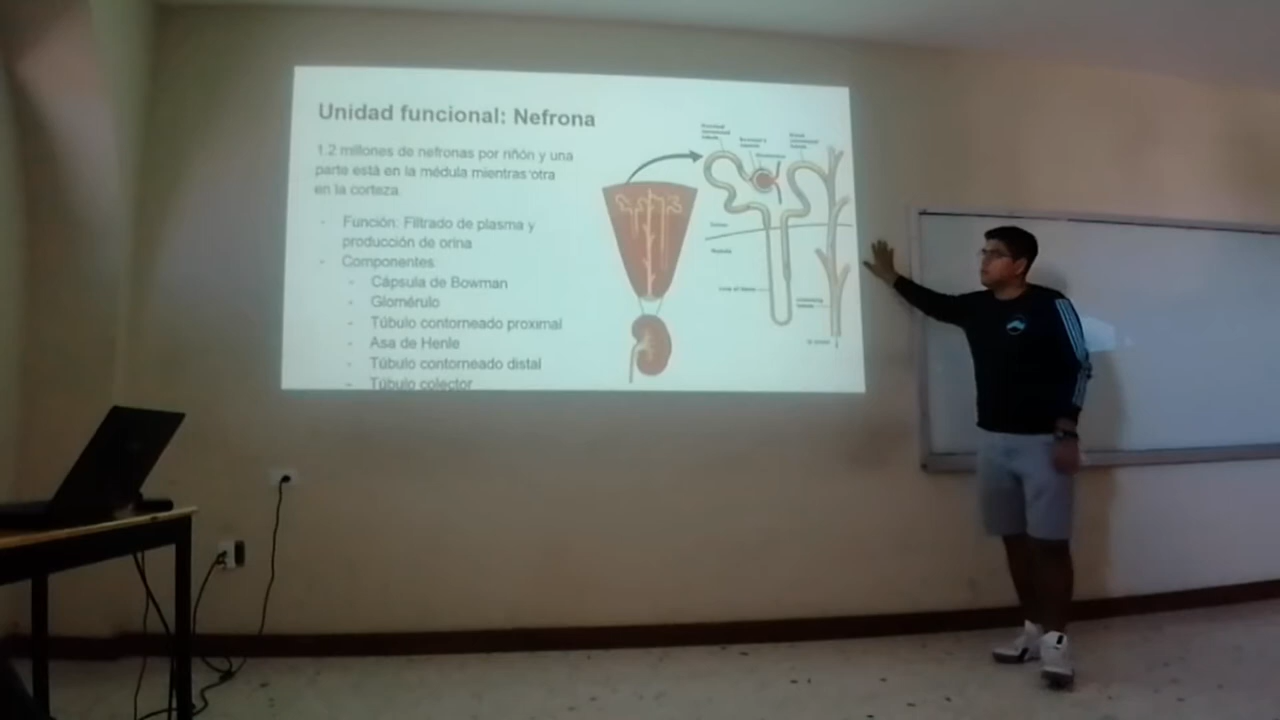 Unidad funcional: Nefrona
1.2 millones de nefronas por riñón y una
parte está en la médula mientras otra
en la corteza.
- Función: Filtrado de plasma y
producción de orina
- Componentes:
- Cápsula de Bowman
- Glomérulo
- Túbulo contorneado proximal
- Asa de Henle
- Túbulo contorneado distal
- Túbulo colector